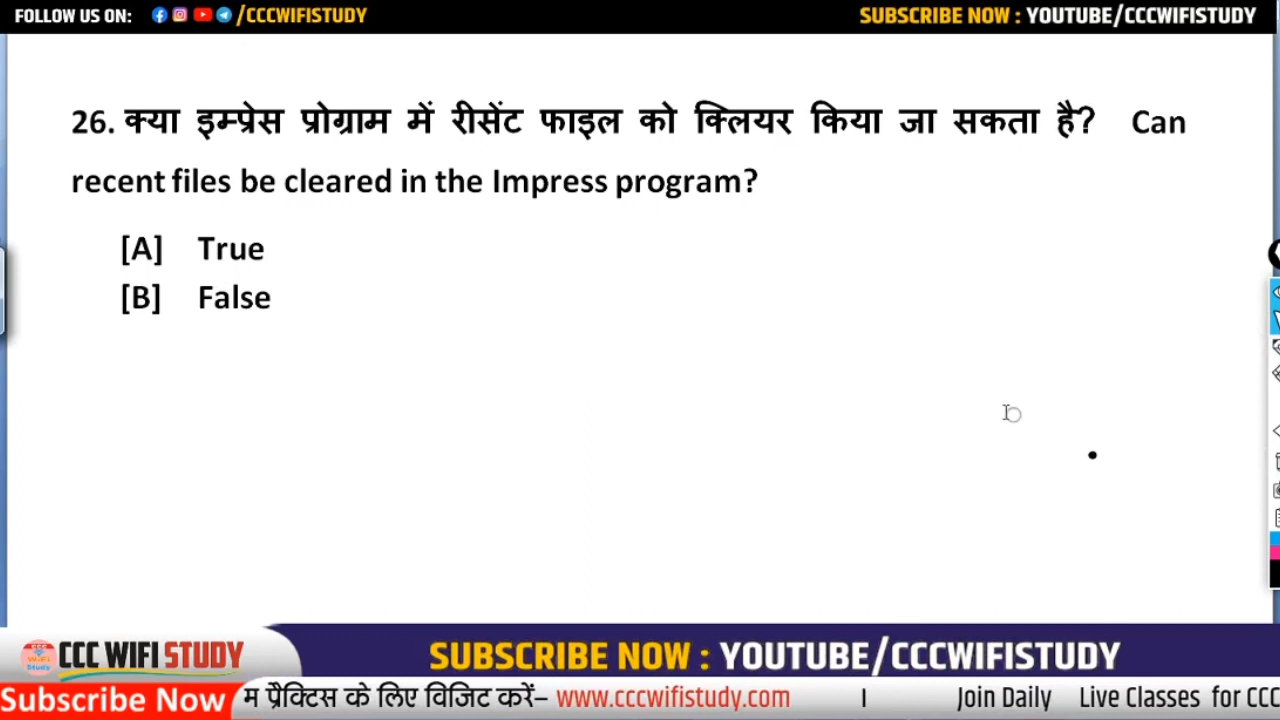 FOLLOW US ON: /CCCWIFISTUDY SUBSCRIBE NOW : YOUTUBE/CCCWIFISTUDY
26. क्या इम्प्रेस प्रोग्राम में रीसेंट फाइल को क्लियर किया जा सकता है? Can
recent files be cleared in the Impress program?
[A] True
[B] False
CCC WIFI STUDY SUBSCRIBE NOW : YOUTUBE/CCCWIFISTUDY
Subscribe Now म प्रैक्टिस के लिए विजिट करें– www.cccwifistudy.com । Join Daily Live Classes for CCC